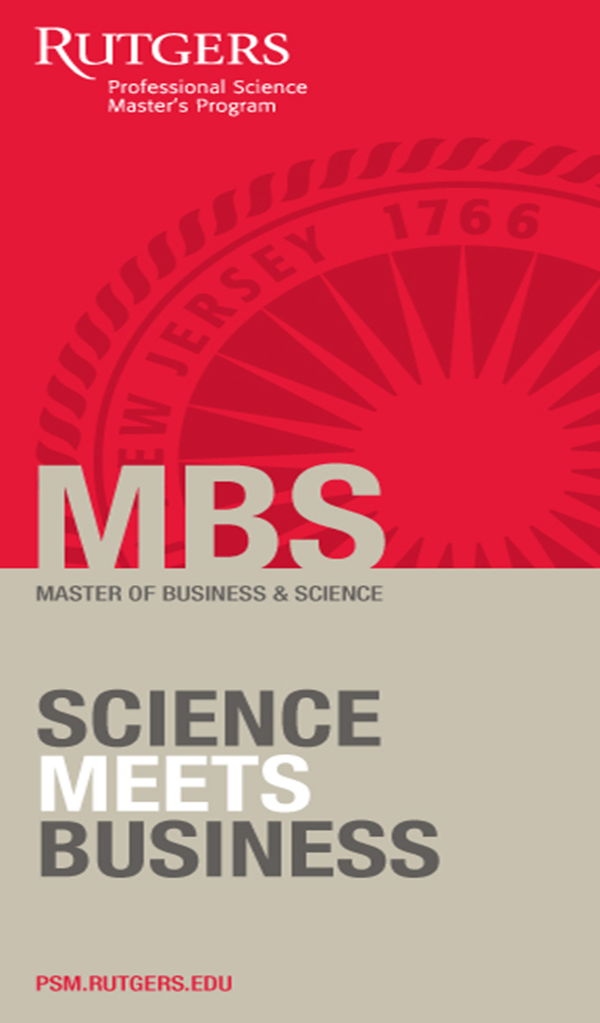 RUTGERS
Professional Science
Master's Program
NEW JERSEY 1766
MBS
MASTER OF BUSINESS & SCIENCE
SCIENCE
MEETS
BUSINESS
PSM.RUTGERS.EDU